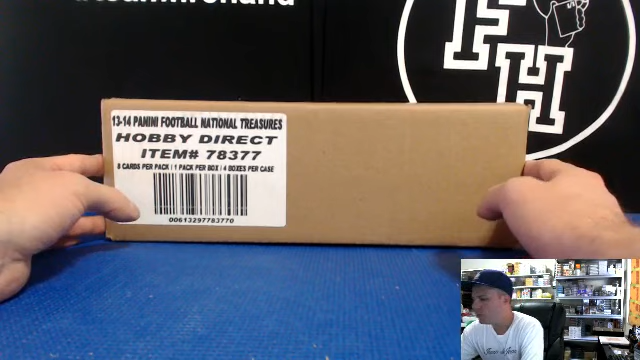 13-14 PANINI FOOTBALL NATIONAL TREASURES
HOBBY DIRECT
ITEM# 78377
8 CARDS PER PACK / 1 PACK PER BOX / 4 BOXES PER CASE
00613297783770
F
H